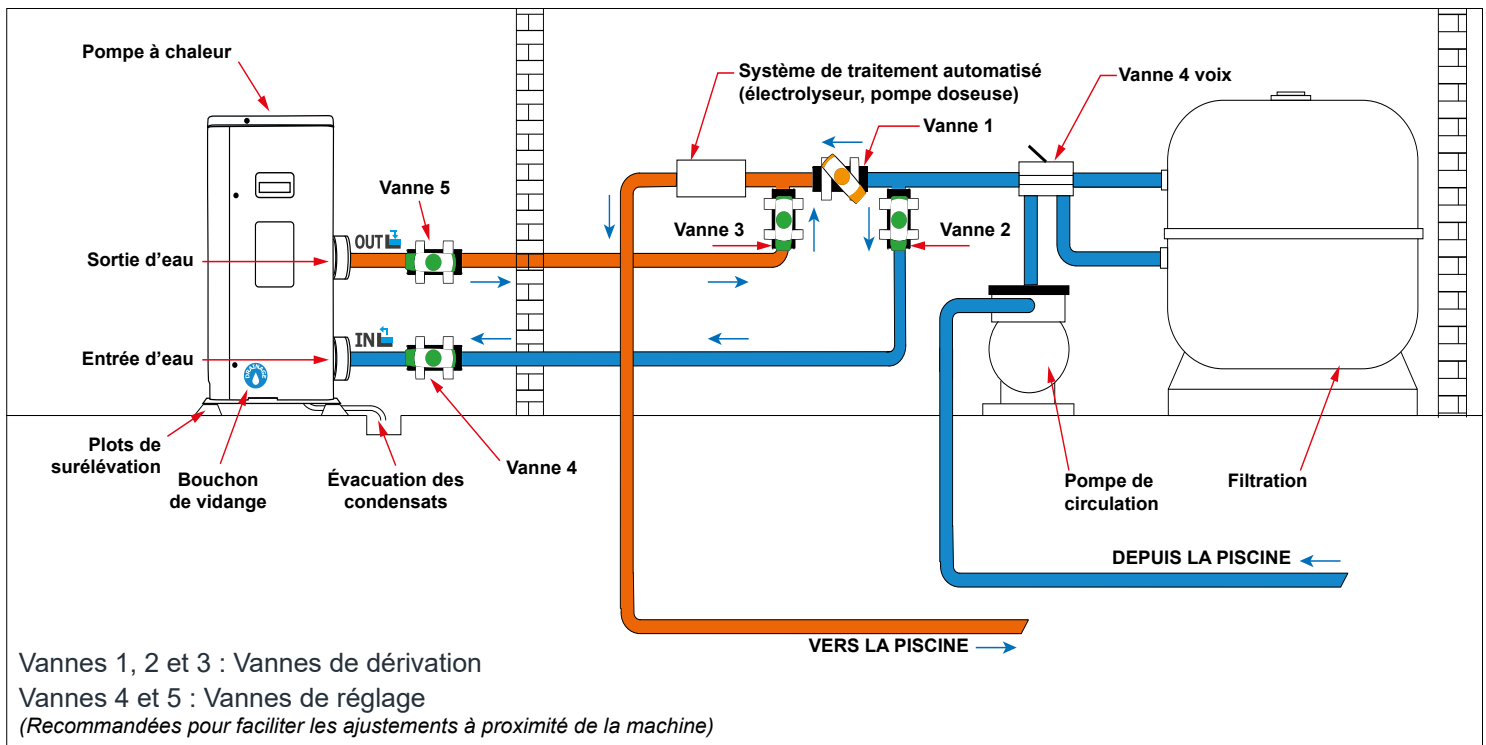 Pompe à chaleur
Système de traitement automatisé
(électrolyseur, pompe doseuse)
Vanne 4 voix
Vanne 1
Vanne 5
Vanne 3
Vanne 2
OUT
Sortie d'eau
IN
Entrée d'eau
DRAINAGE
Plots de
surélévation
Bouchon
de vidange
Évacuation des
condensats
Vanne 4
Pompe de
circulation
Filtration
DEPUIS LA PISCINE
VERS LA PISCINE
Vannes 1, 2 et 3 : Vannes de dérivation
Vannes 4 et 5 : Vannes de réglage
(Recommandées pour faciliter les ajustements à proximité de la machine)